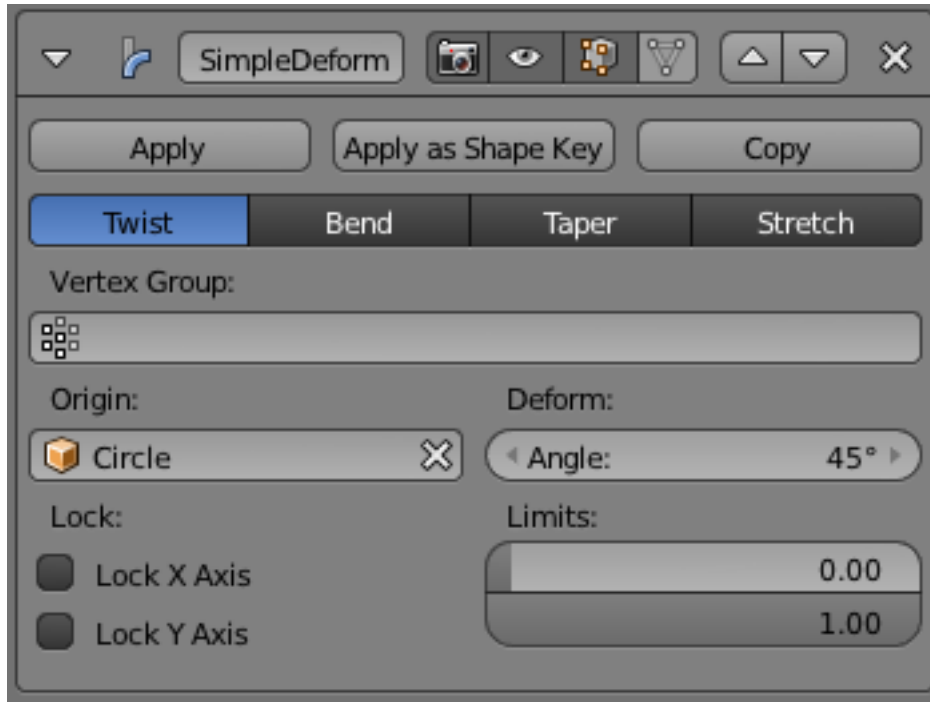 SimpleDeform
Apply Apply as Shape Key Copy
Twist Bend Taper Stretch
Vertex Group:
Origin: Deform:
Circle Angle: 45°
Lock: Limits:
Lock X Axis 0.00
Lock Y Axis 1.00